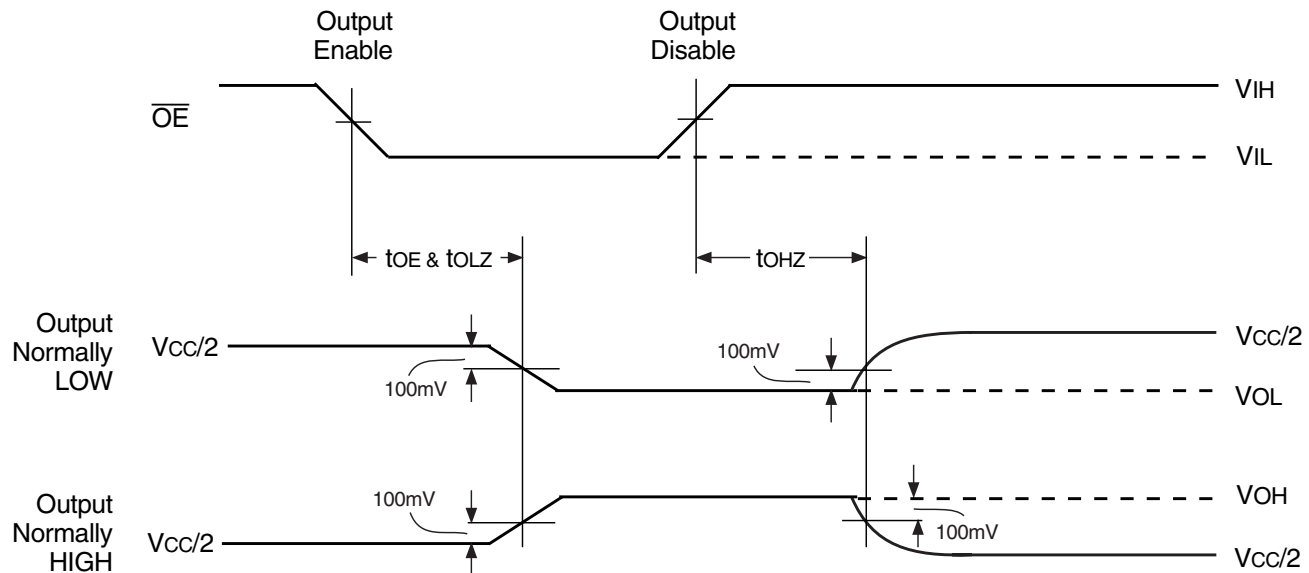 Output
Enable
Output
Disable
OE
VIH
VIL
tOE & tOLZ
tOHZ
Output
Normally
LOW
VCC/2
100mV
100mV
VCC/2
VOL
Output
Normally
HIGH
VCC/2
100mV
100mV
VOH
VCC/2